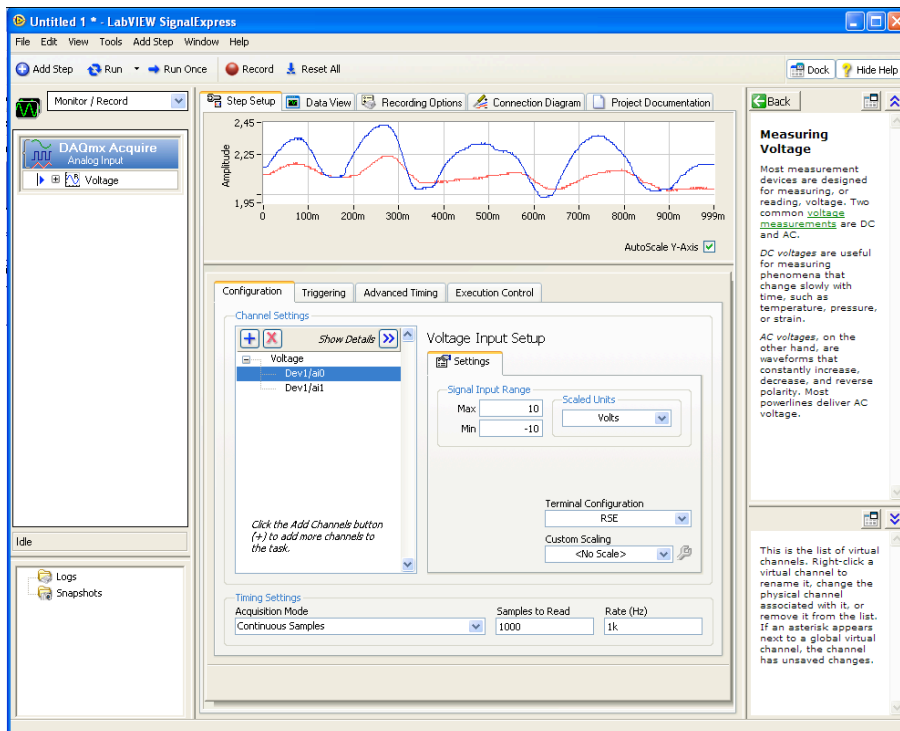 Untitled 1 * - LabVIEW SignalExpress
File Edit View Tools Add Step Window Help
Add Step Run Run Once Record Reset All Dock Hide Help
Monitor / Record
Step Setup Data View Recording Options Connection Diagram Project Documentation
Back
DAQmx Acquire
Analog Input
Voltage
2,45
2,25
1,95
Amplitude
0 100m 200m 300m 400m 500m 600m 700m 800m 900m 999m
AutoScale Y-Axis
Measuring
Voltage
Most measurement
devices are designed
for measuring, or
reading, voltage. Two
common voltage
measurements are DC
and AC.
DC voltages are useful
for measuring
phenomena that
change slowly with
time, such as
temperature, pressure,
or strain.
AC voltages, on the
other hand, are
waveforms that
constantly increase,
decrease, and reverse
polarity. Most
powerlines deliver AC
voltage.
Configuration Triggering Advanced Timing Execution Control
Channel Settings
Show Details
Voltage
Dev1/ai0
Dev1/ai1
Click the Add Channels button
(+) to add more channels to
the task.
Voltage Input Setup
Settings
Signal Input Range
Max 10
Min -10
Scaled Units
Volts
Terminal Configuration
RSE
Custom Scaling
<No Scale>
Timing Settings
Acquisition Mode Samples to Read Rate (Hz)
Continuous Samples 1000 1k
Idle
Logs
Snapshots
This is the list of virtual
channels. Right-click a
virtual channel to
rename it, change the
physical channel
associated with it, or
remove it from the list.
If an asterisk appears
next to a global virtual
channel, the channel
has unsaved changes.